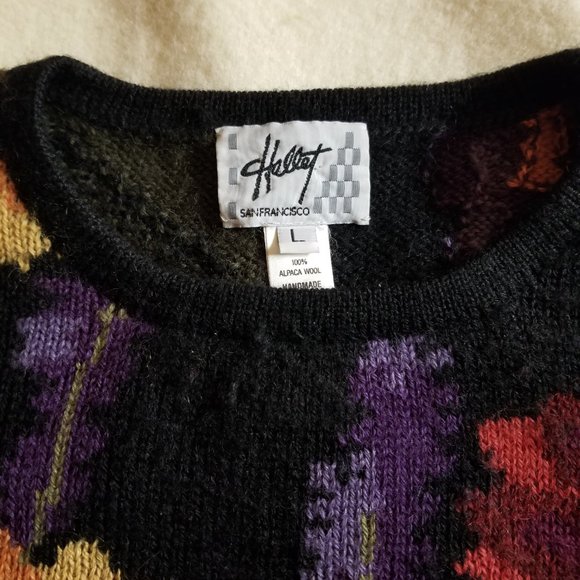 Hallet
SAN FRANCISCO
L
100%
ALPACA WOOL
HANDMADE